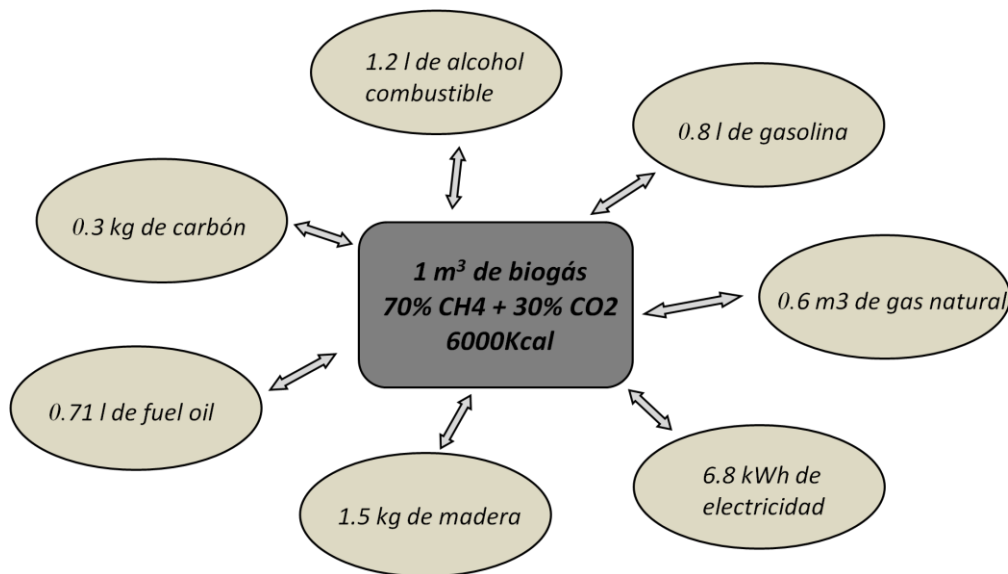 1.2 l de alcohol
combustible
0.8 l de gasolina
0.3 kg de carbón
1 m³ de biogás
70% CH4 + 30% CO2
6000Kcal
0.6 m3 de gas natural
0.71 l de fuel oil
1.5 kg de madera
6.8 kWh de
electricidad